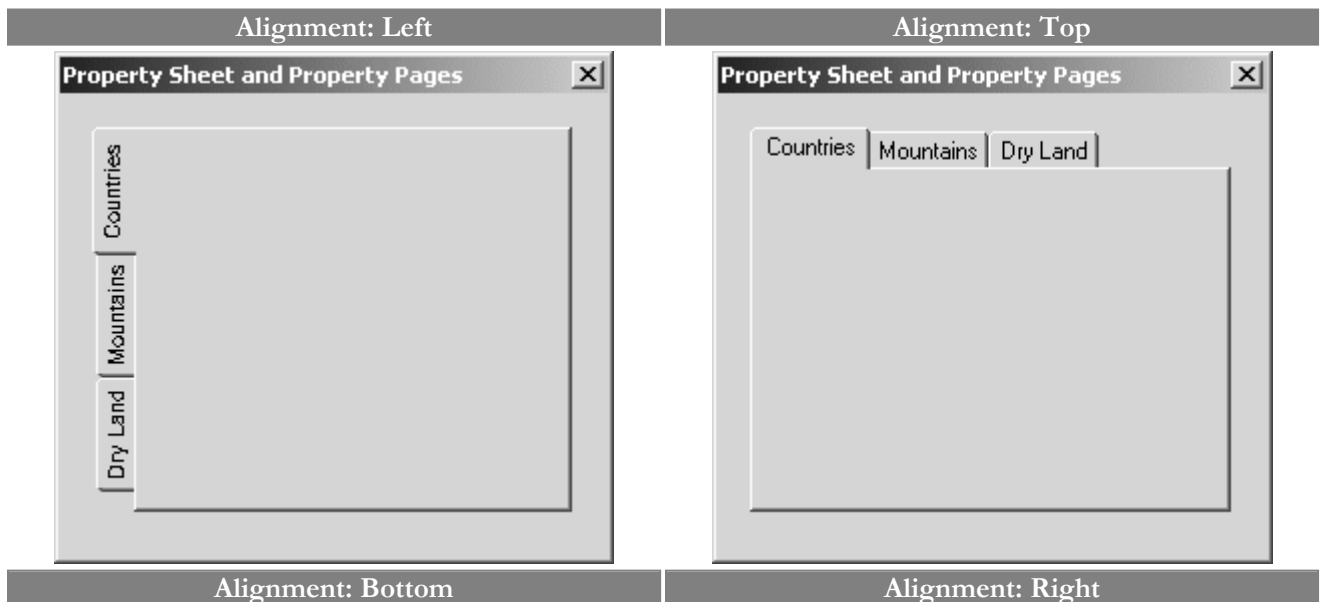 Alignment: Left
Alignment: Top
Property Sheet and Property Pages
Countries
Mountains
Dry Land
Property Sheet and Property Pages
Countries Mountains Dry Land
Alignment: Bottom
Alignment: Right